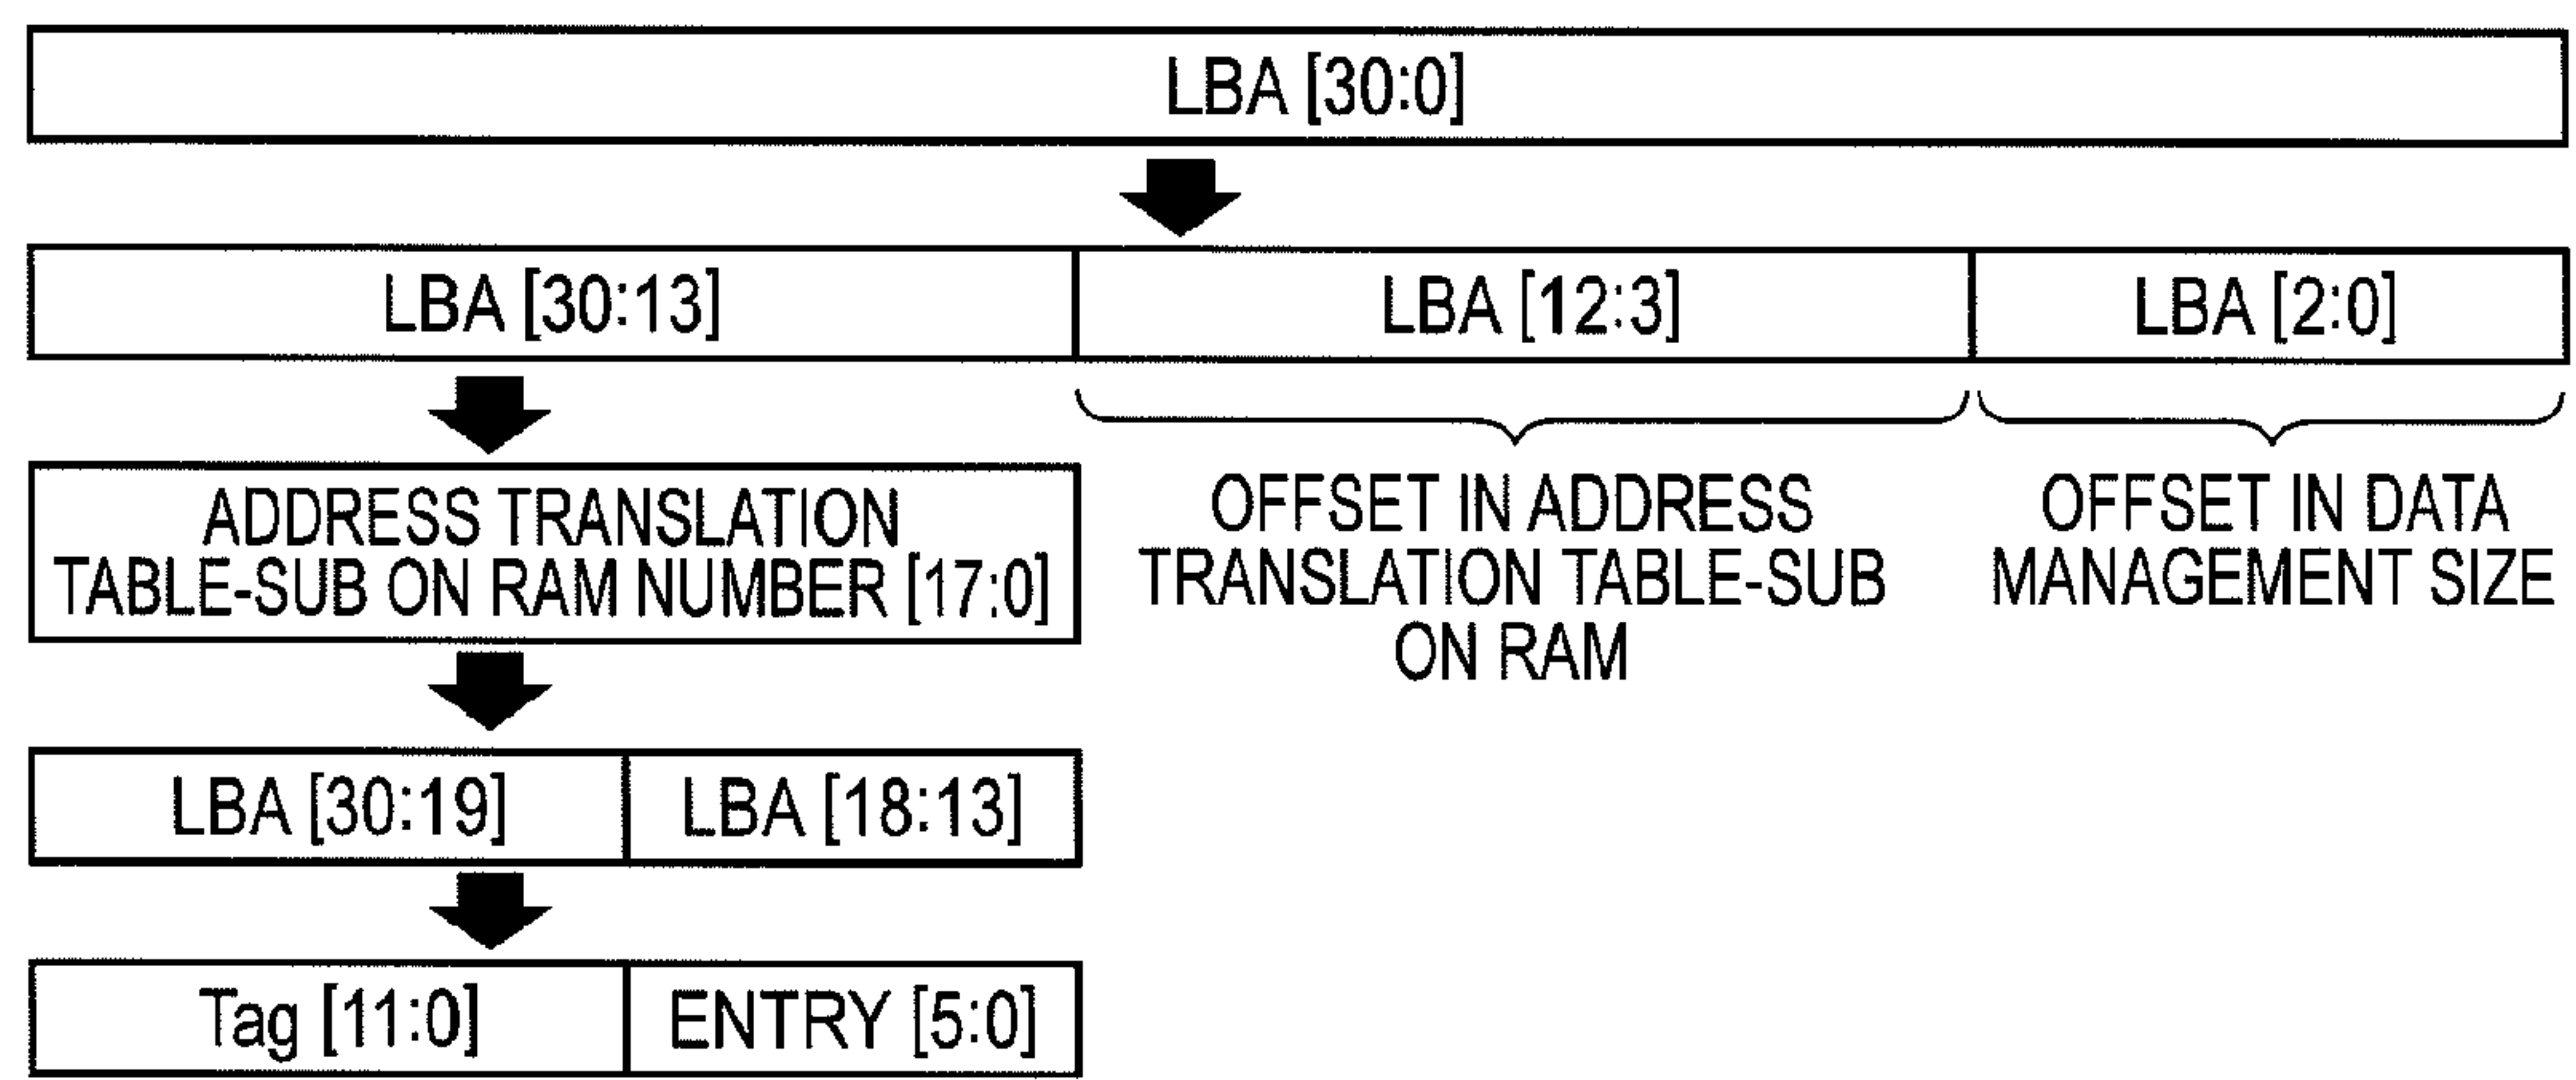 LBA [30:0]
LBA [30:13]
LBA [12:3]
LBA [2:0]
ADDRESS TRANSLATION
TABLE-SUB ON RAM NUMBER [17:0]
OFFSET IN ADDRESS
TRANSLATION TABLE-SUB
ON RAM
OFFSET IN DATA
MANAGEMENT SIZE
LBA [30:19]
LBA [18:13]
Tag [11:0]
ENTRY [5:0]